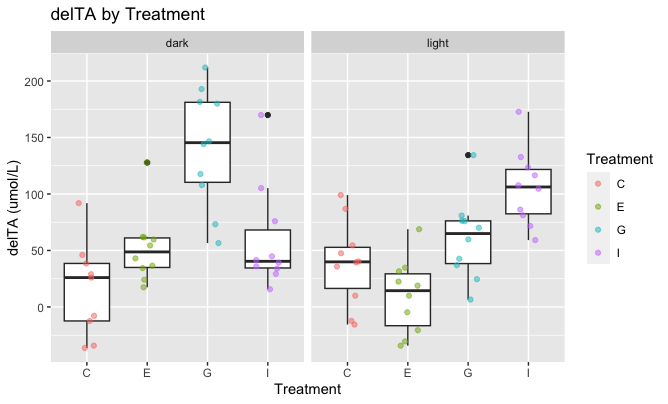 delTA by Treatment
dark
light
delTA (umol/L)
200
150
100
50
0
C
E
G
I
C
E
G
I
Treatment
Treatment
C
E
G
I